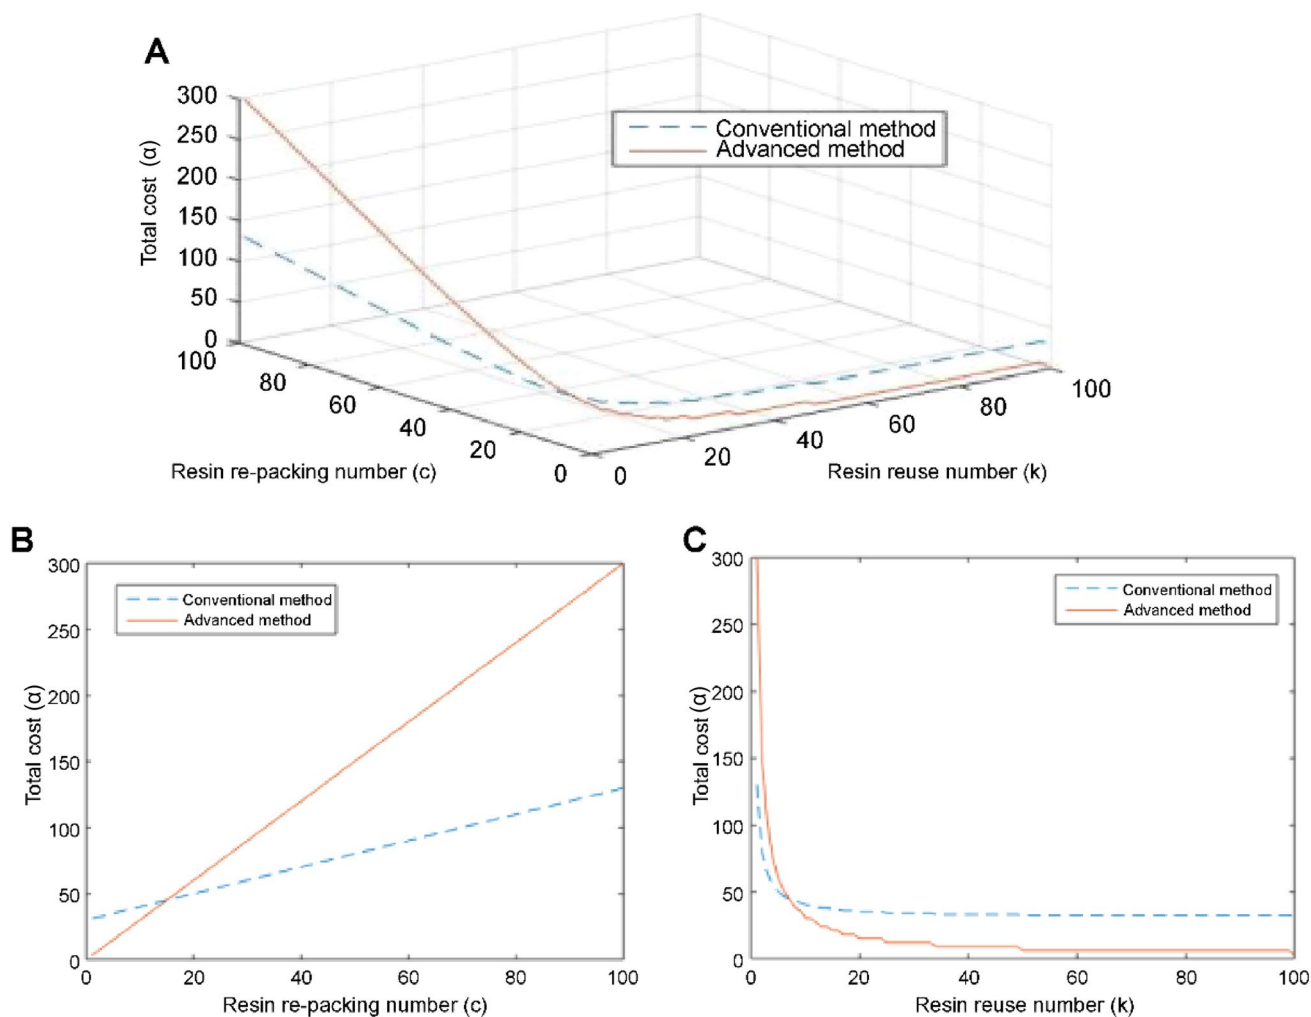 A
300
250
200
150
100
50
0
Total cost (α)
100
80
60
40
20
0
Resin re-packing number (c)
0
20
40
60
80
100
Resin reuse number (k)
Conventional method
Advanced method
B
300
250
200
150
100
50
0
Total cost (α)
Conventional method
Advanced method
0 20 40 60 80 100
Resin re-packing number (c)
C
300
250
200
150
100
50
0
Total cost (α)
Conventional method
Advanced method
0 20 40 60 80 100
Resin reuse number (k)